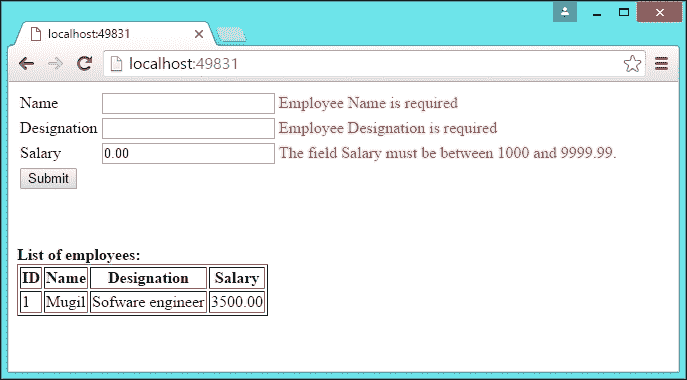 localhost:49831
localhost:49831
Name Employee Name is required
Designation Employee Designation is required
Salary 0.00 The field Salary must be between 1000 and 9999.99.
Submit
List of employees:
ID Name Designation Salary
1 Mugil Sofware engineer 3500.00